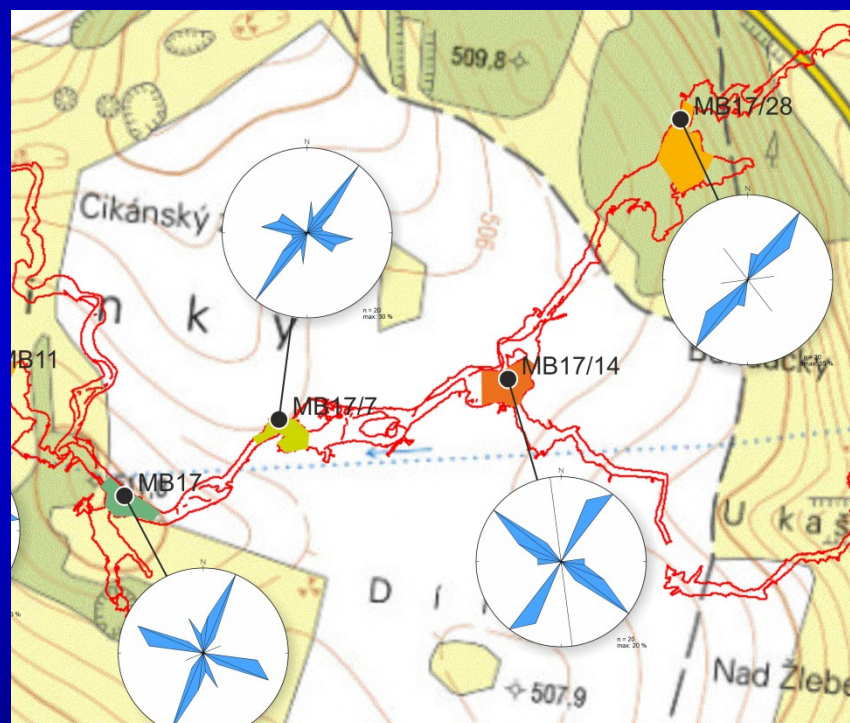 509,8
MB17/28
N
N
Cikánský
506
n = 20
max: 30 %
í n k y
n = 20
MB11
MB17/14
MB17/7
MB17
N
U k a š
N
D í
n = 20
max: 20 %
Nad Žlebe
507,9